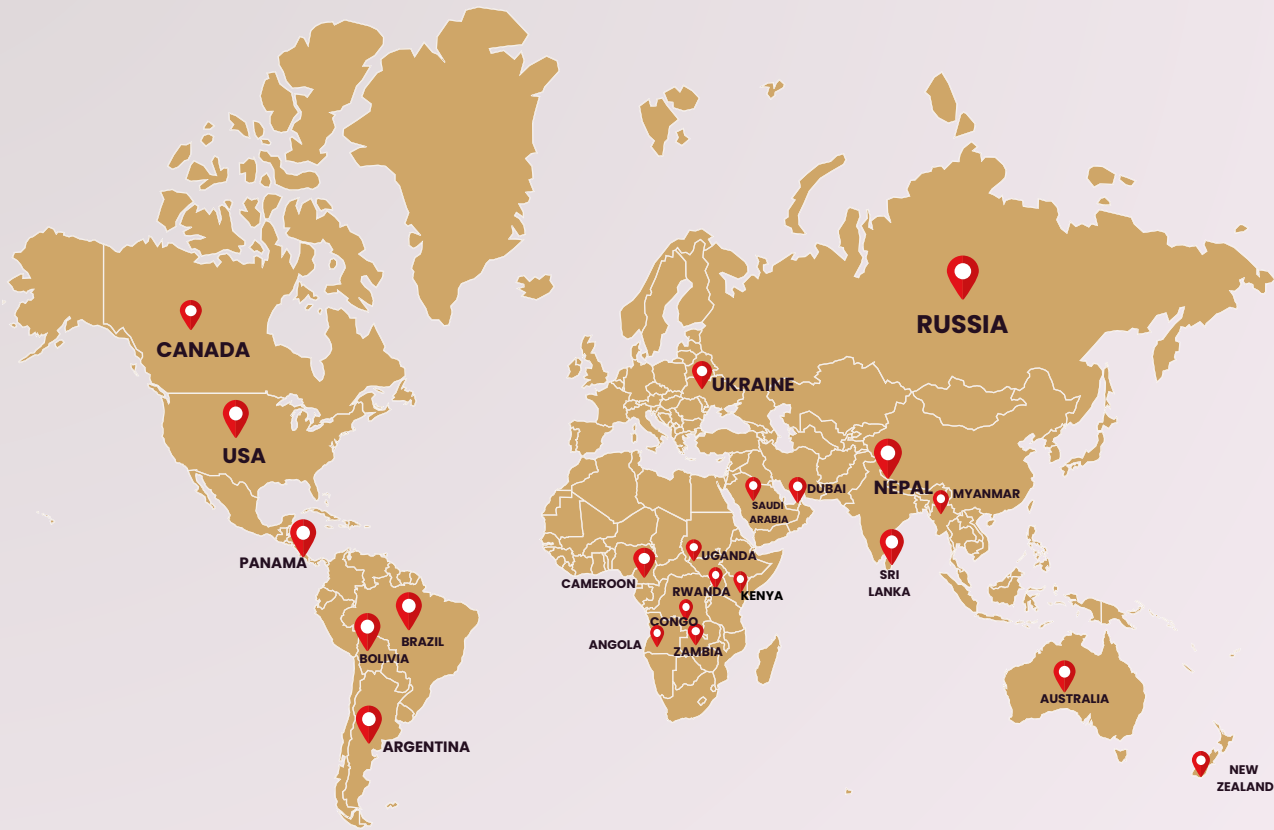 RUSSIA
CANADA
UKRAINE
USA
NEPAL
DUBAI
MYANMAR
SAUDI
ARABIA
PANAMA
UGANDA
CAMEROON
SRI
LANKA
RWANDA
KENYA
CONGO
BRAZIL
ANGOLA
ZAMBIA
BOLIVIA
AUSTRALIA
ARGENTINA
NEW
ZEALAND